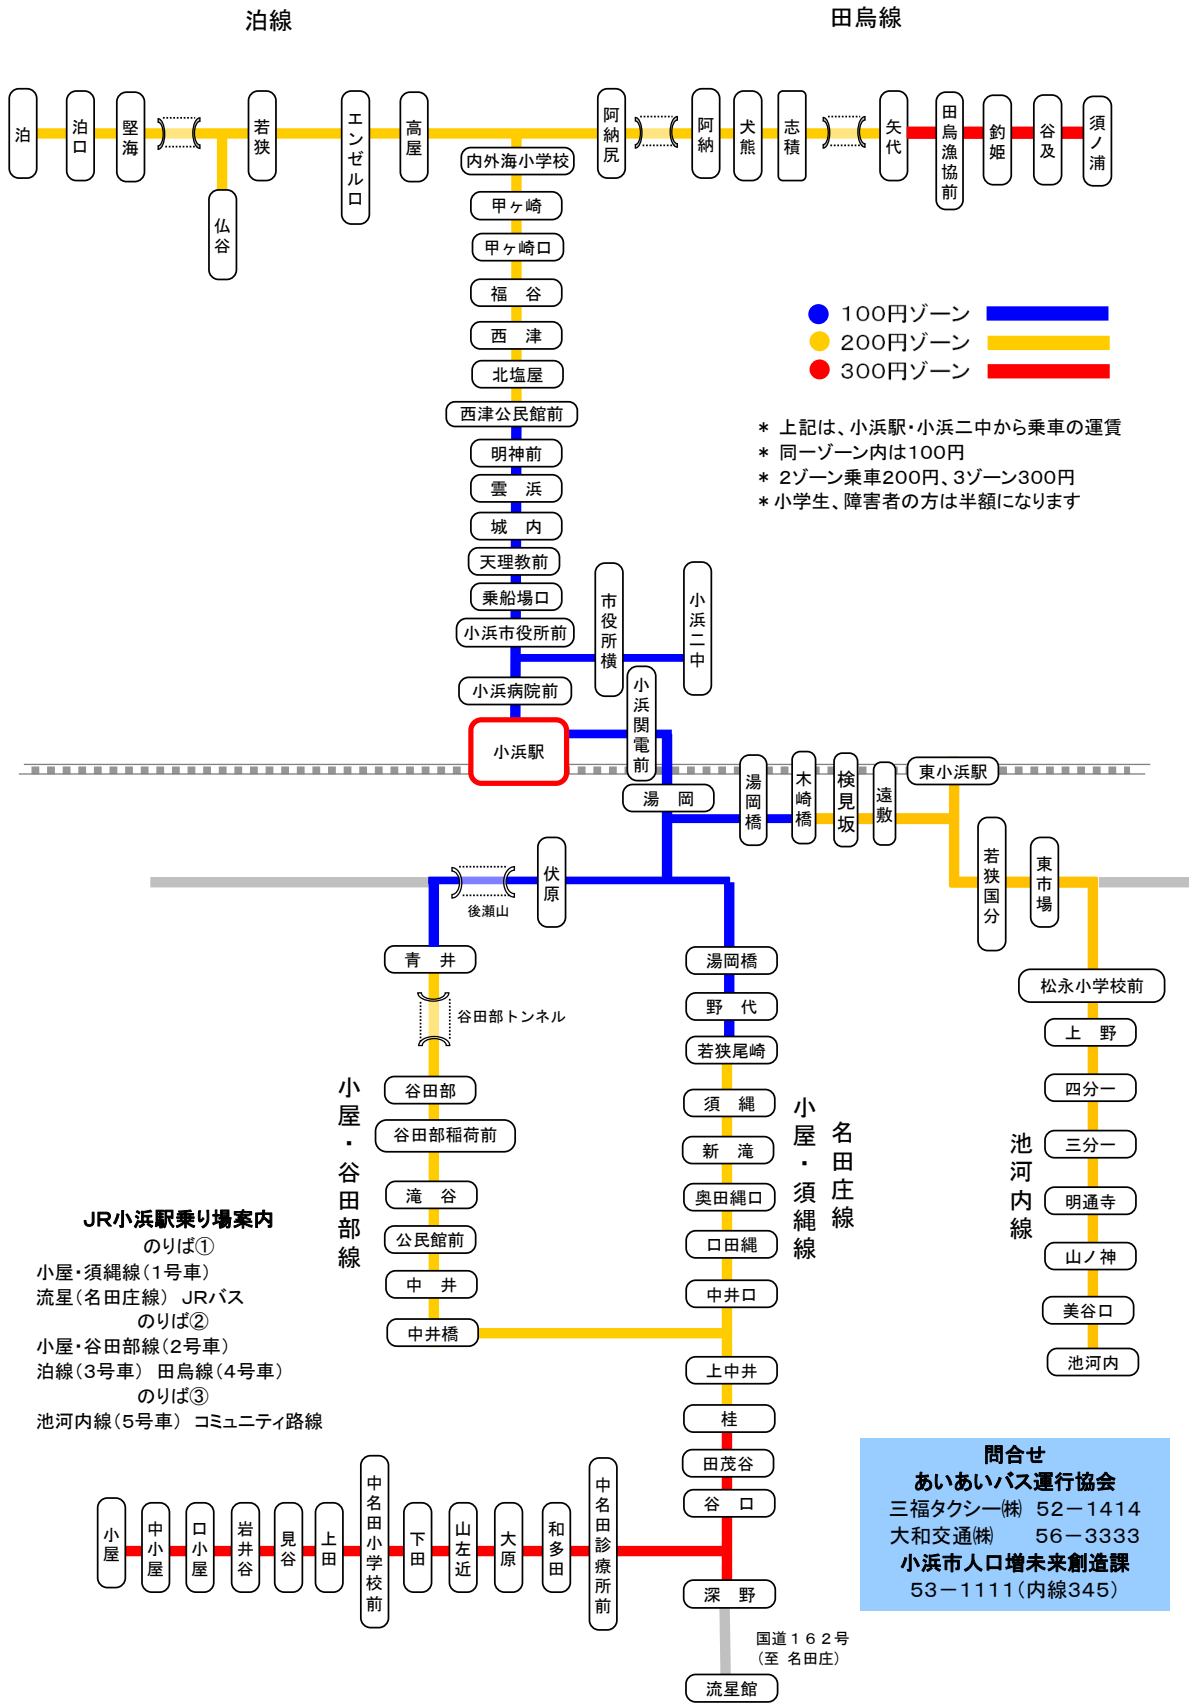 泊線
田烏線
泊
泊口
堅海
仏谷
若狭
エンゼルロ
高屋
阿納尻
阿納
犬熊
志積
矢代
田烏漁協前
釣姫
谷及
須ノ浦
内外海小学校
甲ヶ崎
甲ヶ崎口
福　谷
西　津
北塩屋
西津公民館前
明神前
雲　浜
城　内
天理教前
乗船場口
小浜市役所前
小浜病院前
小浜駅
市役所横
小浜二中
100円ゾーン
200円ゾーン
300円ゾーン
＊ 上記は、小浜駅・小浜二中から乗車の運賃
＊ 同一ゾーン内は100円
＊ 2ゾーン乗車200円、3ゾーン300円
＊小学生、障害者の方は半額になります
小浜関電前
湯　岡
湯岡橋
木崎橋
検見坂
遠敷
東小浜駅
若狭国分
東市場
松永小学校前
上　野
四分一
三分一
明通寺
山ノ神
美谷口
池河内
池河内線
伏原
後瀬山
青　井
谷田部トンネル
谷田部
谷田部稲荷前
滝　谷
公民館前
中　井
中井橋
小屋・谷田部線
湯岡橋
野　代
若狭尾崎
須　縄
新　滝
奥田縄口
口田縄
中井口
上中井
桂
田茂谷
谷　口
深　野
小屋・須縄線
名田庄線
JR小浜駅乗り場案内
のりば①
小屋・須縄線（1号車）
流星（名田庄線） JRバス
のりば②
小屋・谷田部線（2号車）
泊線（3号車） 田烏線（4号車）
のりば③
池河内線（5号車） コミュニティ路線
小屋
中小屋
口小屋
岩井谷
見谷
上田
中名田小学校前
下田
山左近
大原
和多田
中名田診療所前
国道１６２号
（至 名田庄）
流星館
問合せ
あいあいバス運行協会
三福タクシー㈱ 52－1414
大和交通㈱ 56－3333
小浜市人口増未来創造課
53－1111（内線345）